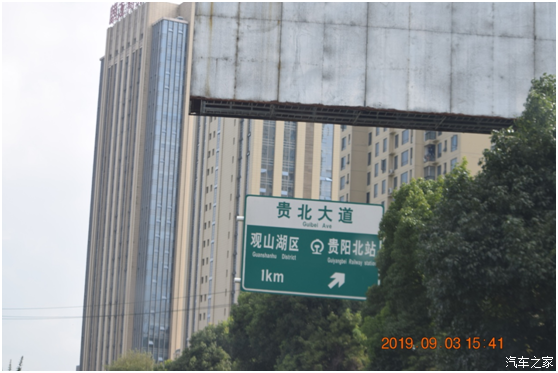 贵北大道
GuiBei Ave
观山湖区 贵阳北站
Guanshanhu District Guiyangbei Railway station
1km
2019. 09. 03 15 41
汽车之家